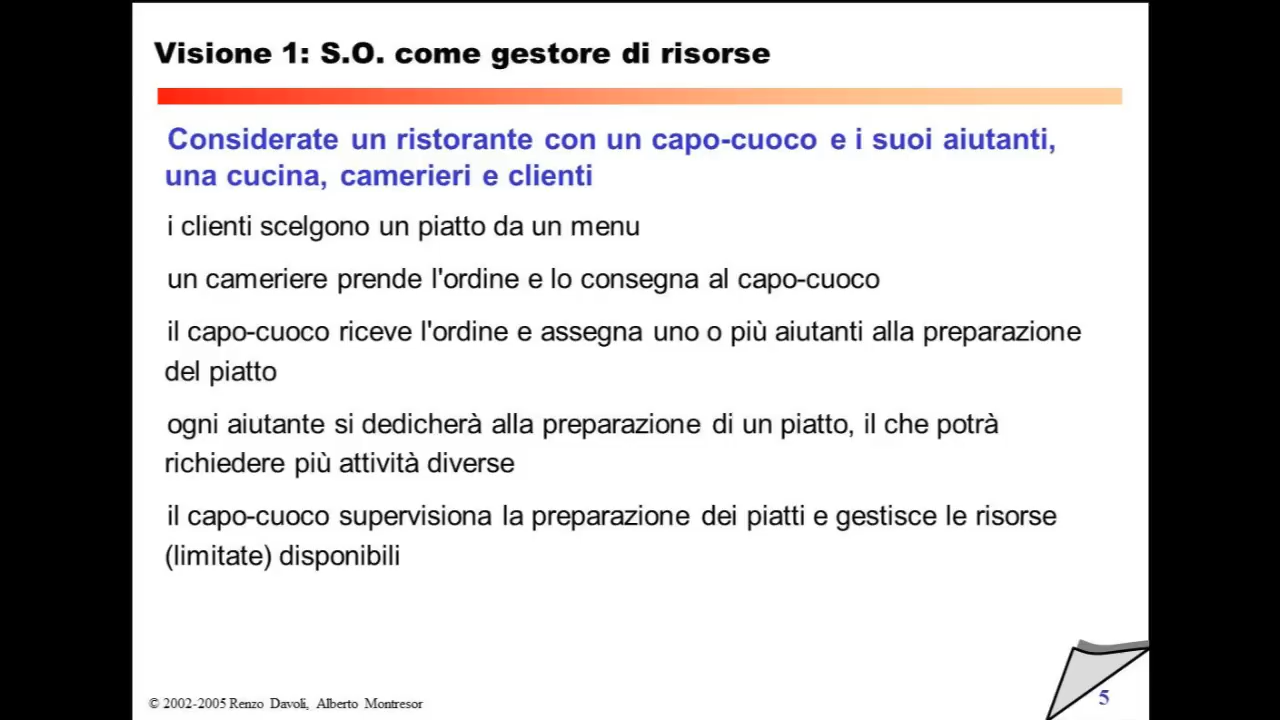 Visione 1: S.O. come gestore di risorse
Considerate un ristorante con un capo-cuoco e i suoi aiutanti,
una cucina, camerieri e clienti
i clienti scelgono un piatto da un menu
un cameriere prende l'ordine e lo consegna al capo-cuoco
il capo-cuoco riceve l'ordine e assegna uno o più aiutanti alla preparazione
del piatto
ogni aiutante si dedicherà alla preparazione di un piatto, il che potrà
richiedere più attività diverse
il capo-cuoco supervisiona la preparazione dei piatti e gestisce le risorse
(limitate) disponibili
© 2002-2005 Renzo Davoli, Alberto Montresor
5